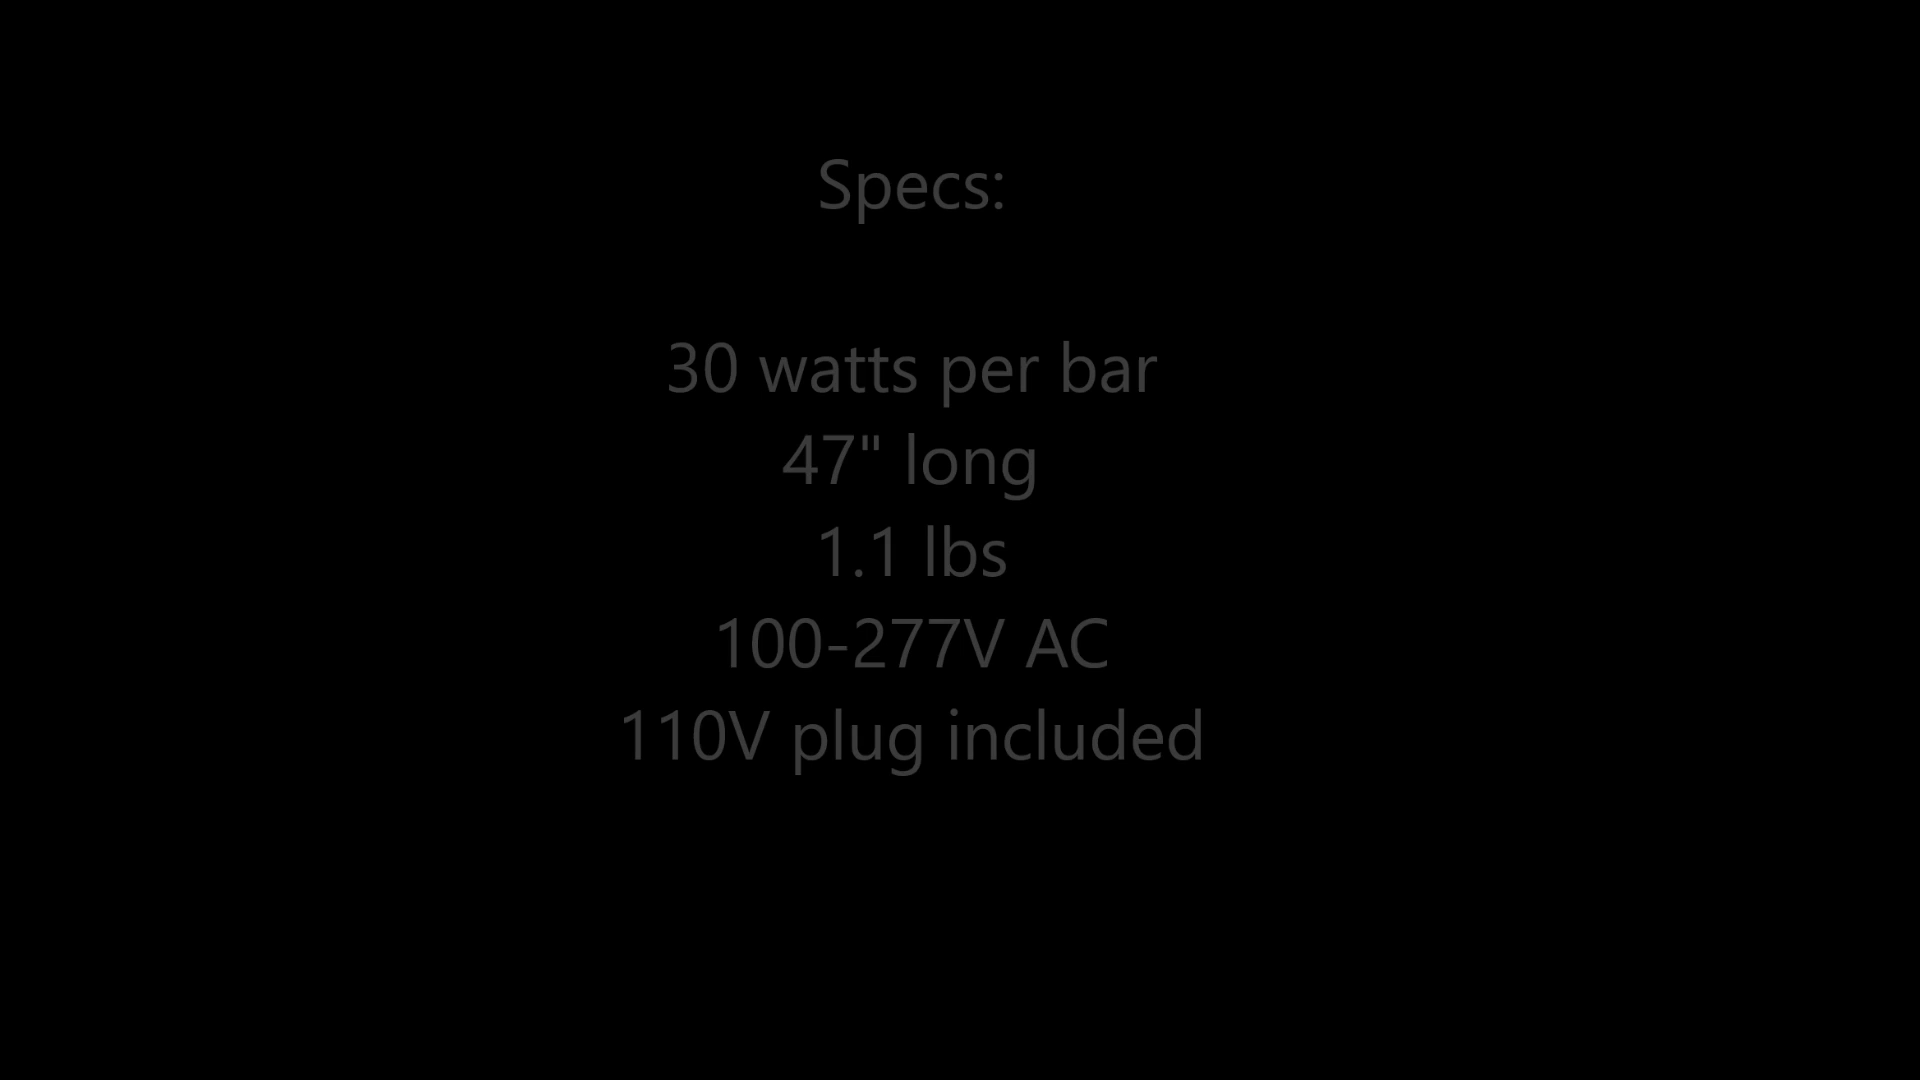 Specs:
30 watts per bar
47" long
1.1 lbs
100-277V AC
110V plug included